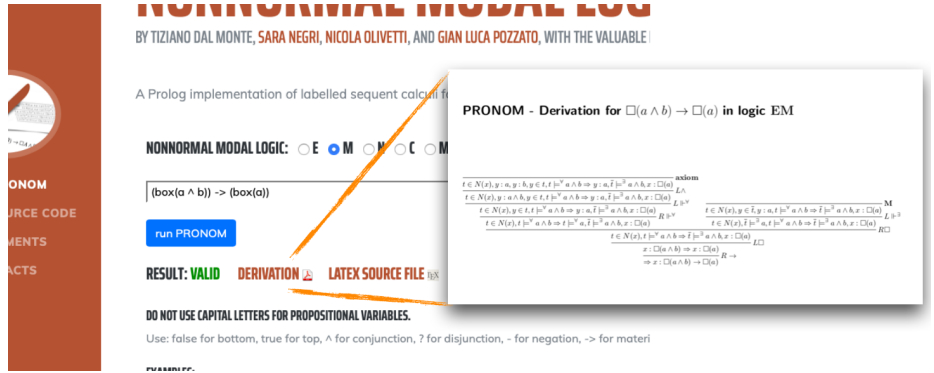 NONNORMAL MODAL LOG
BY TIZIANO DAL MONTE, SARA NEGRI, NICOLA OLIVETTI, AND GIAN LUCA POZZATO, WITH THE VALUABLE
A Prolog implementation of labelled sequent calculi f
NONNORMAL MODAL LOGIC: E M N C M
(box(a ^ b)) -> (box(a))
run PRONOM
RESULT: VALID DERIVATION LATEX SOURCE FILE
DO NOT USE CAPITAL LETTERS FOR PROPOSITIONAL VARIABLES.
Use: false for bottom, true for top, ^ for conjunction, ? for disjunction, - for negation, -> for materi
EXAMPLES:
ONOM
URCE CODE
MENTS
ACTS
PRONOM - Derivation for □(a ∧ b) → □(a) in logic EM
axiom
t ∈ N(x), y : a, y : b, y ∈ t, t ⊨∀ a ∧ b ⇒ y : a, t̄ ⊨∃ a ∧ b, x : □(a)
L∧
t ∈ N(x), y : a ∧ b, y ∈ t, t ⊨∀ a ∧ b ⇒ y : a, t̄ ⊨∃ a ∧ b, x : □(a)
L ⊩∀
t ∈ N(x), y ∈ t, t ⊨∀ a ∧ b ⇒ y : a, t̄ ⊨∃ a ∧ b, x : □(a)
R ⊩∀
t ∈ N(x), t ⊨∀ a ∧ b ⇒ t ⊨∀ a, t̄ ⊨∃ a ∧ b, x : □(a)
M
t ∈ N(x), y ∈ t̄, y : a, t ⊨∀ a ∧ b ⇒ t̄ ⊨∃ a ∧ b, x : □(a)
L ⊩∃
t ∈ N(x), t̄ ⊨∃ a, t ⊨∀ a ∧ b ⇒ t̄ ⊨∃ a ∧ b, x : □(a)
R□
t ∈ N(x), t ⊨∀ a ∧ b ⇒ t̄ ⊨∃ a ∧ b, x : □(a)
L□
x : □(a ∧ b) ⇒ x : □(a)
R →
⇒ x : □(a ∧ b) → □(a)